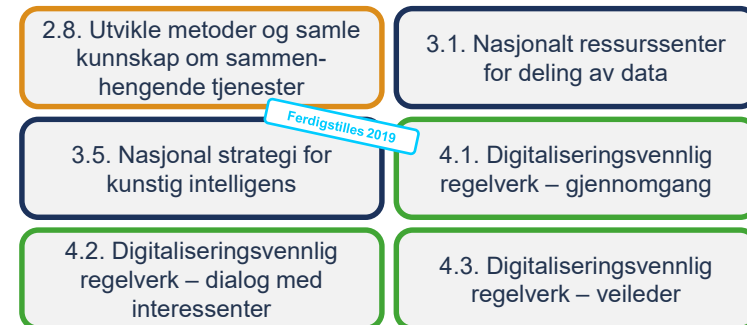 2.8. Utvikle metoder og samle
kunnskap om sammen-
hengende tjenester
3.1. Nasjonalt ressurssenter
for deling av data
Ferdigstilles 2019
3.5. Nasjonal strategi for
kunstig intelligens
4.1. Digitaliseringsvennlig
regelverk – gjennomgang
4.2. Digitaliseringsvennlig
regelverk – dialog med
interessenter
4.3. Digitaliseringsvennlig
regelverk – veileder